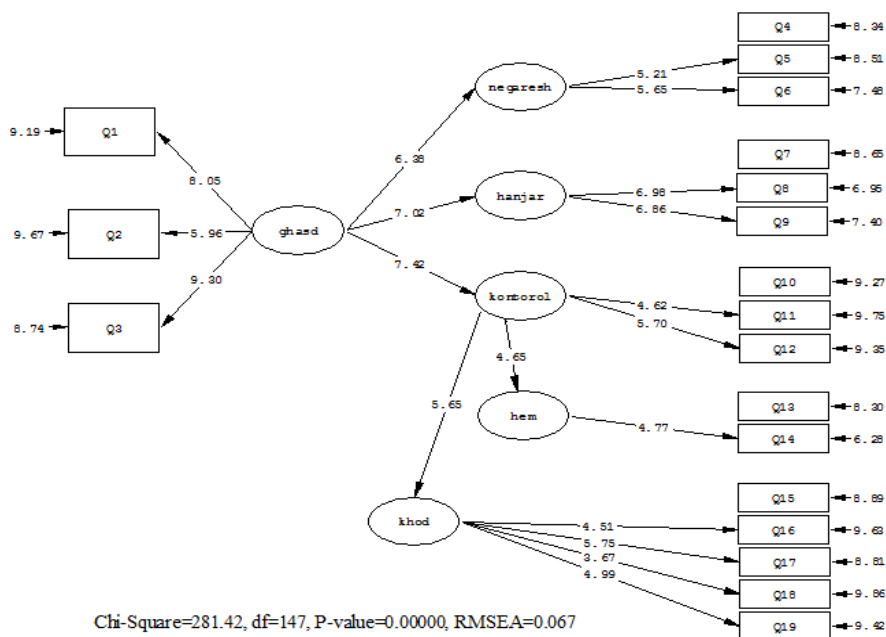 Q4 8.34
5.21 Q5 8.51
negaresh
5.65 Q6 7.48
9.19 Q1
6.38
Q7 8.65
8.05
6.98 Q8 6.95
hanjar
7.02 6.86 Q9 7.40
9.67 Q2 5.96 ghasd
7.42
9.30
Q10 9.27
kontorol
4.62 Q11 9.75
8.74 Q3
5.70 Q12 9.35
4.65
5.65
Q13 8.30
hem
4.77 Q14 6.28
Q15 8.89
khod
4.51 Q16 9.63
5.75 Q17 8.81
3.67 Q18 9.86
4.99 Q19 9.42
Chi-Square=281.42, df=147, P-value=0.00000, RMSEA=0.067